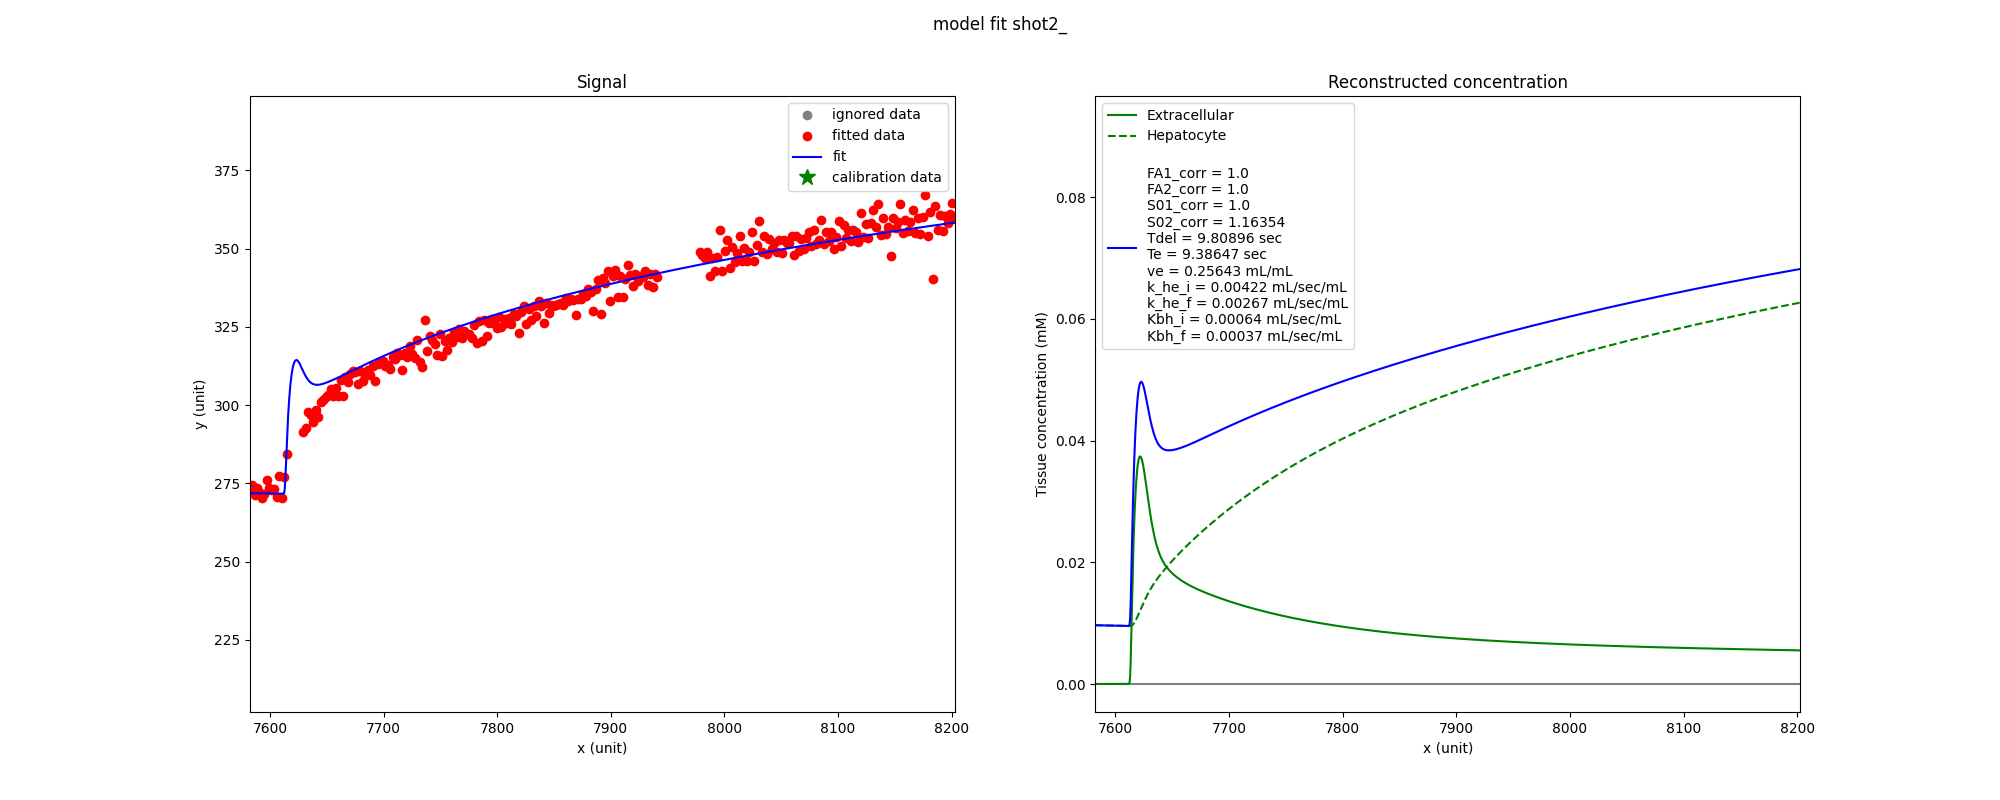 model fit shot2_
Signal
ignored data
fitted data
fit
calibration data
375
350
325
300
275
250
225
y (unit)
7600 7700 7800 7900 8000 8100 8200
x (unit)
Reconstructed concentration
Extracellular
Hepatocyte
FA1_corr = 1.0
FA2_corr = 1.0
S01_corr = 1.0
S02_corr = 1.16354
Tdel = 9.80896 sec
Te = 9.38647 sec
ve = 0.25643 mL/mL
k_he_i = 0.00422 mL/sec/mL
k_he_f = 0.00267 mL/sec/mL
Kbh_i = 0.00064 mL/sec/mL
Kbh_f = 0.00037 mL/sec/mL
0.08
0.06
0.04
0.02
0.00
Tissue concentration (mM)
7600 7700 7800 7900 8000 8100 8200
x (unit)